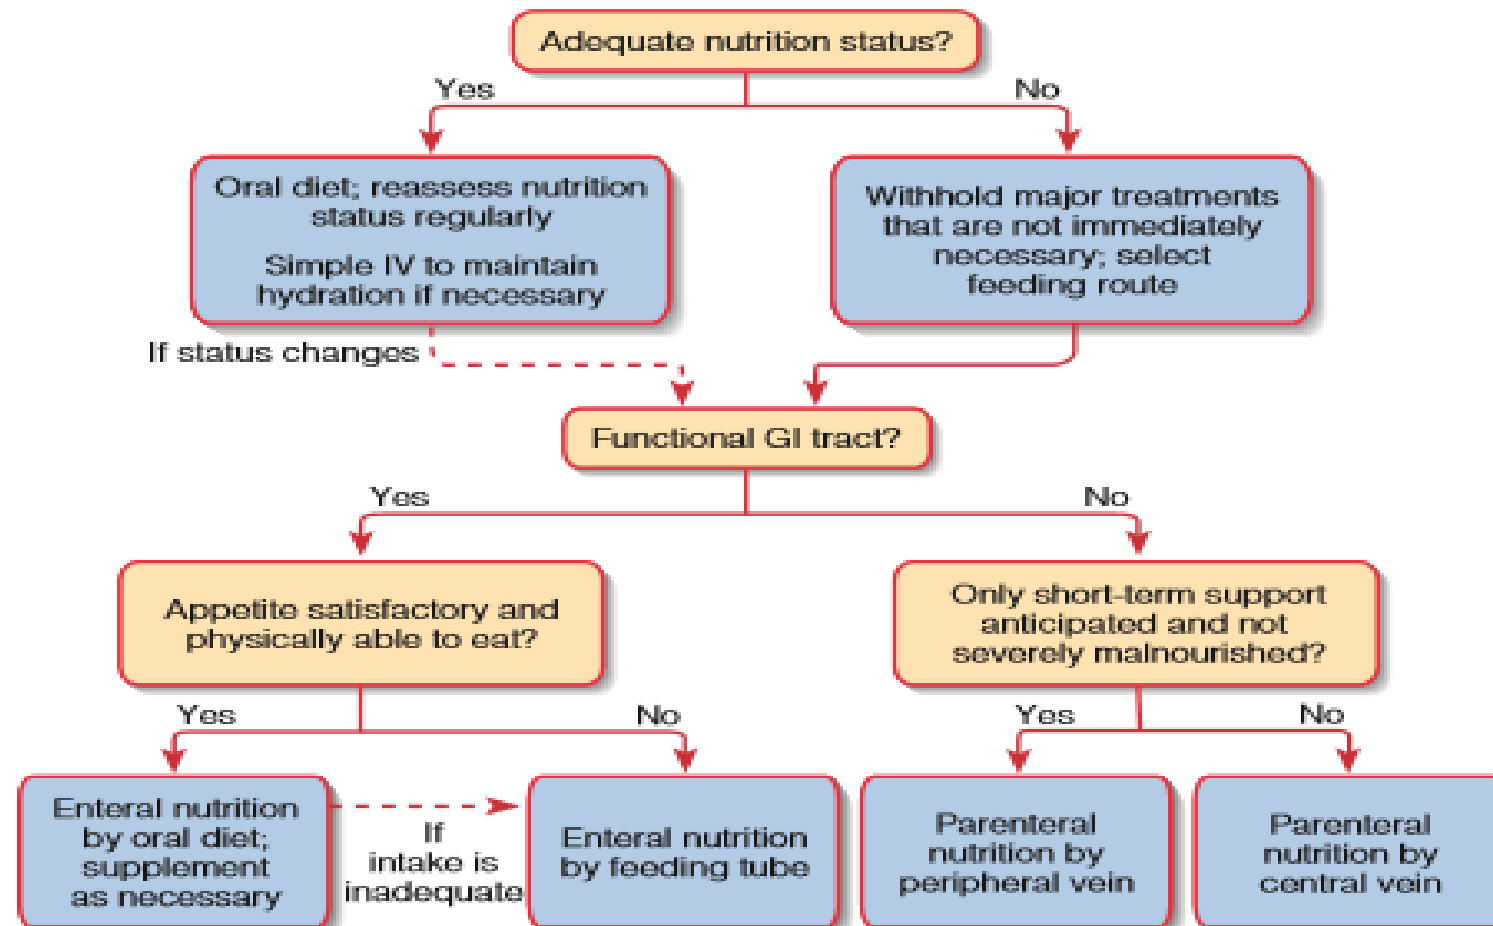 Adequate nutrition status?
Yes
No
Oral diet; reassess nutrition
status regularly
Simple IV to maintain
hydration if necessary
Withhold major treatments
that are not immediately
necessary; select
feeding route
If status changes
Functional GI tract?
Yes
No
Appetite satisfactory and
physically able to eat?
Only short-term support
anticipated and not
severely malnourished?
Yes
No
Yes
No
Enteral nutrition
by oral diet;
supplement
as necessary
If
intake is
inadequate
Enteral nutrition
by feeding tube
Parenteral
nutrition by
peripheral vein
Parenteral
nutrition by
central vein